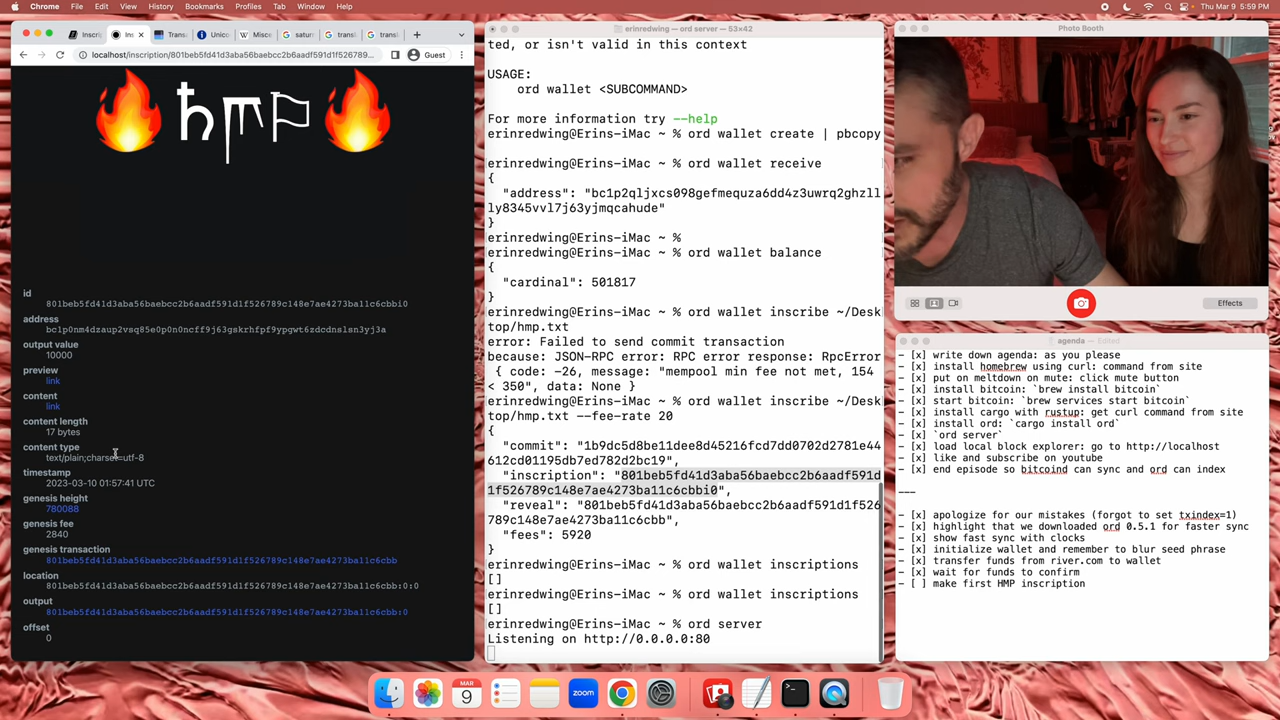 Chrome File Edit View History Bookmarks Profiles Tab Window Help
Thu Mar 9 5:59 PM
Inscri
Ins
Trans
Unico
Misce
satur
trans
trans
localhost/inscription/801beb5fd41d3aba56baebcc2b6aadf591d1f526789...
Guest
id
801beb5fd41d3aba56baebcc2b6aadf591d1f526789c148e7ae4273ba11c6cbbi0
address
bc1p0nm4dzaup2vsq85e0p0n0ncff9j63gskrhfpf9ypgwt6zdcdnslsn3yj3a
output value
10000
preview
link
content
link
content length
17 bytes
content type
text/plain;charset=utf-8
timestamp
2023-03-10 01:57:41 UTC
genesis height
780088
genesis fee
2840
genesis transaction
801beb5fd41d3aba56baebcc2b6aadf591d1f526789c148e7ae4273ba11c6cbb
location
801beb5fd41d3aba56baebcc2b6aadf591d1f526789c148e7ae4273ba11c6cbb:0:0
output
801beb5fd41d3aba56baebcc2b6aadf591d1f526789c148e7ae4273ba11c6cbb:0
offset
0
erinredwing — ord server — 53×42
ted, or isn't valid in this context
USAGE:
ord wallet <SUBCOMMAND>
For more information try --help
erinredwing@Erins-iMac ~ % ord wallet create | pbcopy
erinredwing@Erins-iMac ~ % ord wallet receive
{
"address": "bc1p2qljxcs098gefmequza6dd4z3uwrq2ghzll
ly8345vvl7j63yjmqcahude"
}
erinredwing@Erins-iMac ~ %
erinredwing@Erins-iMac ~ % ord wallet balance
{
"cardinal": 501817
}
erinredwing@Erins-iMac ~ % ord wallet inscribe ~/Desk
top/hmp.txt
error: Failed to send commit transaction
because: JSON-RPC error: RPC error response: RpcError
{ code: -26, message: "mempool min fee not met, 154
< 350", data: None }
erinredwing@Erins-iMac ~ % ord wallet inscribe ~/Desk
top/hmp.txt --fee-rate 20
{
"commit": "1b9dc5d8be11dee8d45216fcd7dd0702d2781e44
612cd01195db7ed782d2bc19",
"inscription": "801beb5fd41d3aba56baebcc2b6aadf591d
1f526789c148e7ae4273ba11c6cbbi0",
"reveal": "801beb5fd41d3aba56baebcc2b6aadf591d1f526
789c148e7ae4273ba11c6cbb",
"fees": 5920
}
erinredwing@Erins-iMac ~ % ord wallet inscriptions
[]
erinredwing@Erins-iMac ~ % ord wallet inscriptions
[]
erinredwing@Erins-iMac ~ % ord server
Listening on http://0.0.0.0:80
Photo Booth
Effects
agenda — Edited
- [x] write down agenda: as you please
- [x] install homebrew using curl: command from site
- [x] put on meltdown on mute: click mute button
- [x] install bitcoin: `brew install bitcoin`
- [x] start bitcoin: `brew services start bitcoin`
- [x] install cargo with rustup: get curl command from site
- [x] install ord: `cargo install ord`
- [x] `ord server`
- [x] load local block explorer: go to http://localhost
- [x] like and subscribe on youtube
- [x] end episode so bitcoind can sync and ord can index
---
- [x] apologize for our mistakes (forgot to set txindex=1)
- [x] highlight that we downloaded ord 0.5.1 for faster sync
- [x] show fast sync with clocks
- [x] initialize wallet and remember to blur seed phrase
- [x] transfer funds from river.com to wallet
- [x] wait for funds to confirm
- [ ] make first HMP inscription
MAR
9
zoom